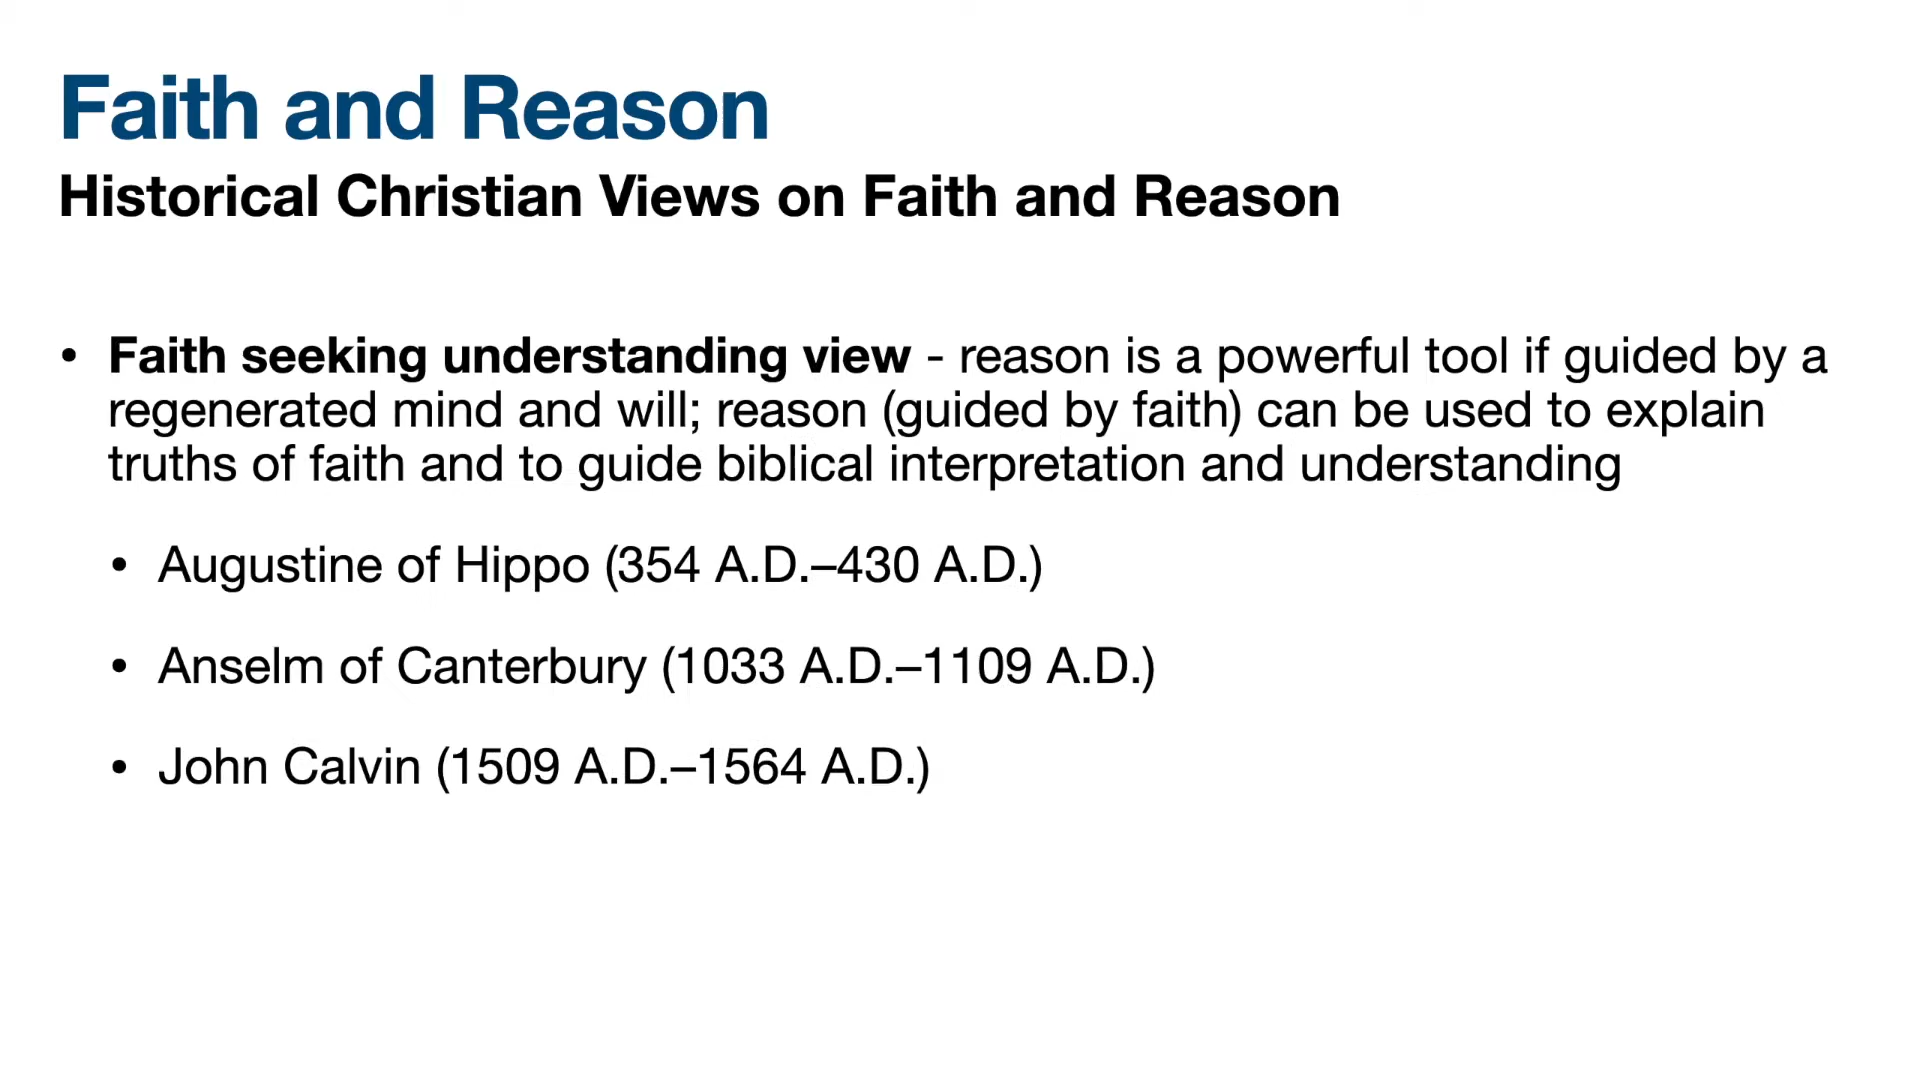 Faith and Reason
Historical Christian Views on Faith and Reason
• Faith seeking understanding view - reason is a powerful tool if guided by a
regenerated mind and will; reason (guided by faith) can be used to explain
truths of faith and to guide biblical interpretation and understanding
• Augustine of Hippo (354 A.D.–430 A.D.)
• Anselm of Canterbury (1033 A.D.–1109 A.D.)
• John Calvin (1509 A.D.–1564 A.D.)